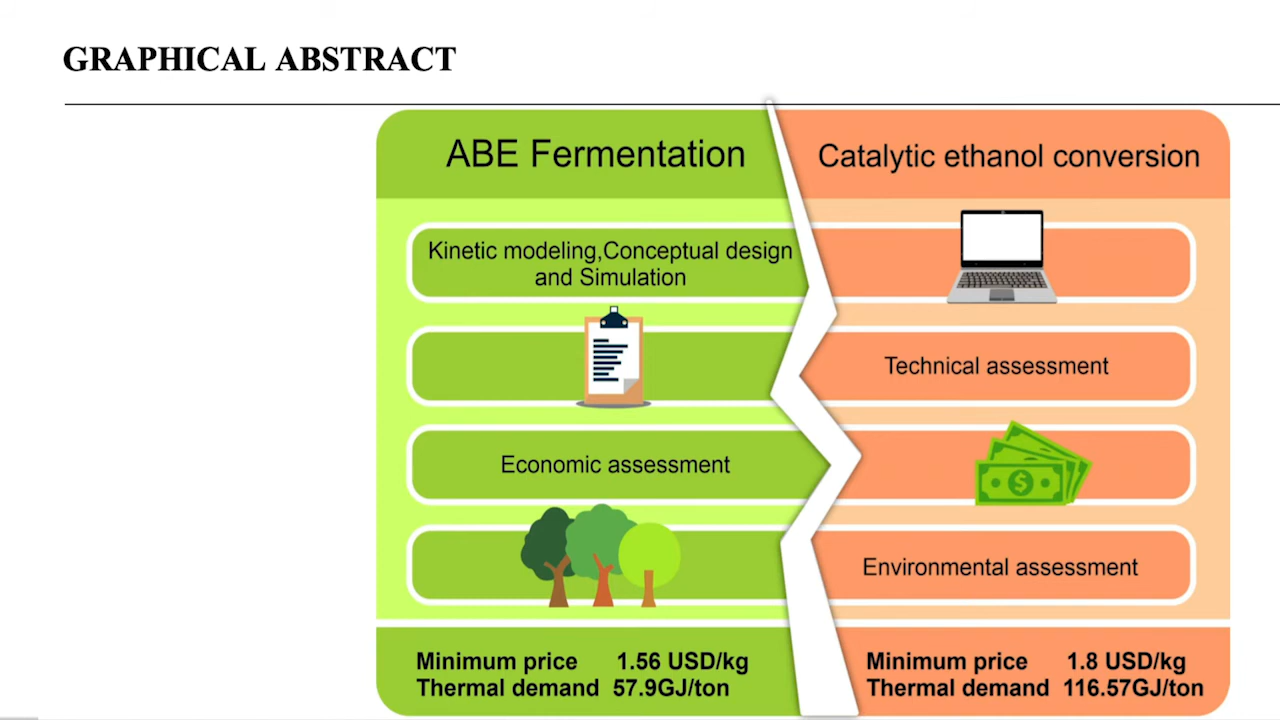 GRAPHICAL ABSTRACT
ABE Fermentation
Catalytic ethanol conversion
Kinetic modeling,Conceptual design
and Simulation
Technical assessment
Economic assessment
$
Environmental assessment
Minimum price 1.56 USD/kg
Thermal demand 57.9GJ/ton
Minimum price 1.8 USD/kg
Thermal demand 116.57GJ/ton